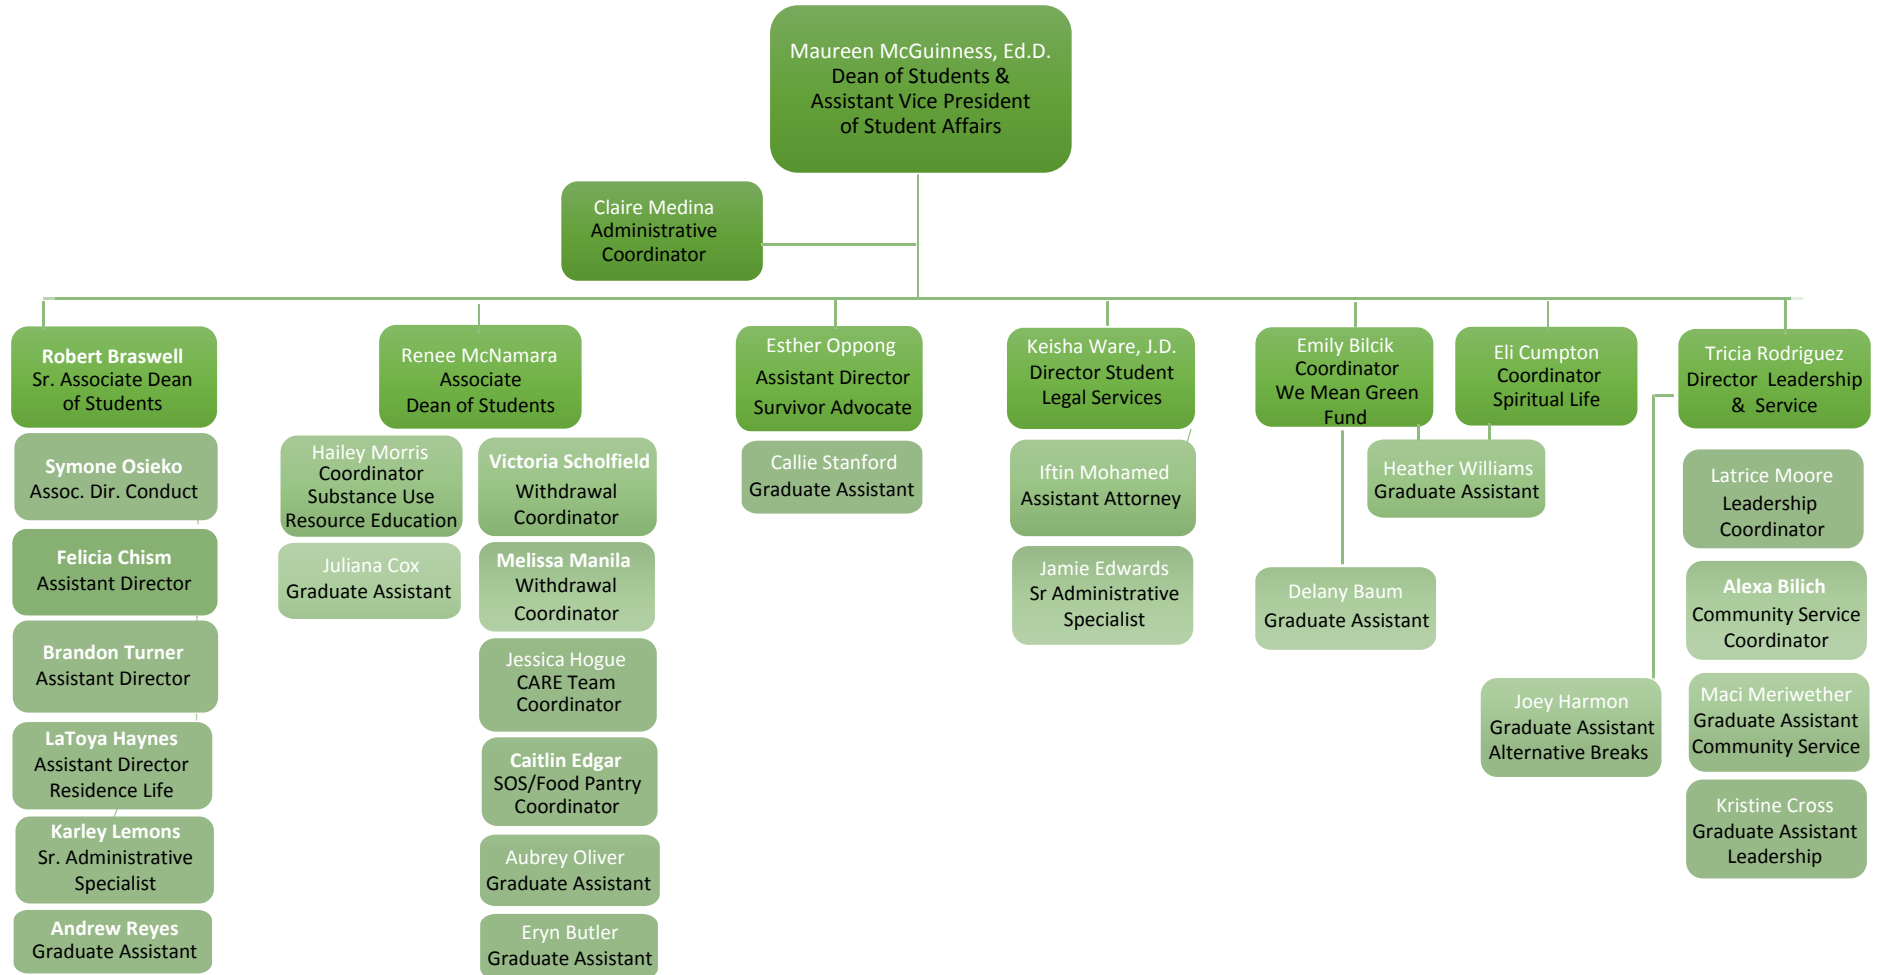 Maureen McGuinness, Ed.D.
Dean of Students &
Assistant Vice President
of Student Affairs
Claire Medina
Administrative
Coordinator
Robert Braswell
Sr. Associate Dean
of Students
Symone Osieko
Assoc. Dir. Conduct
Felicia Chism
Assistant Director
Brandon Turner
Assistant Director
LaToya Haynes
Assistant Director
Residence Life
Karley Lemons
Sr. Administrative
Specialist
Andrew Reyes
Graduate Assistant
Renee McNamara
Associate
Dean of Students
Hailey Morris
Coordinator
Substance Use
Resource Education
Juliana Cox
Graduate Assistant
Victoria Scholfield
Withdrawal
Coordinator
Melissa Manila
Withdrawal
Coordinator
Jessica Hogue
CARE Team
Coordinator
Caitlin Edgar
SOS/Food Pantry
Coordinator
Aubrey Oliver
Graduate Assistant
Eryn Butler
Graduate Assistant
Esther Oppong
Assistant Director
Survivor Advocate
Callie Stanford
Graduate Assistant
Keisha Ware, J.D.
Director Student
Legal Services
Iftin Mohamed
Assistant Attorney
Jamie Edwards
Sr Administrative
Specialist
Emily Bilcik
Coordinator
We Mean Green
Fund
Eli Cumpton
Coordinator
Spiritual Life
Heather Williams
Graduate Assistant
Delany Baum
Graduate Assistant
Tricia Rodriguez
Director Leadership
& Service
Joey Harmon
Graduate Assistant
Alternative Breaks
Latrice Moore
Leadership
Coordinator
Alexa Bilich
Community Service
Coordinator
Maci Meriwether
Graduate Assistant
Community Service
Kristine Cross
Graduate Assistant
Leadership